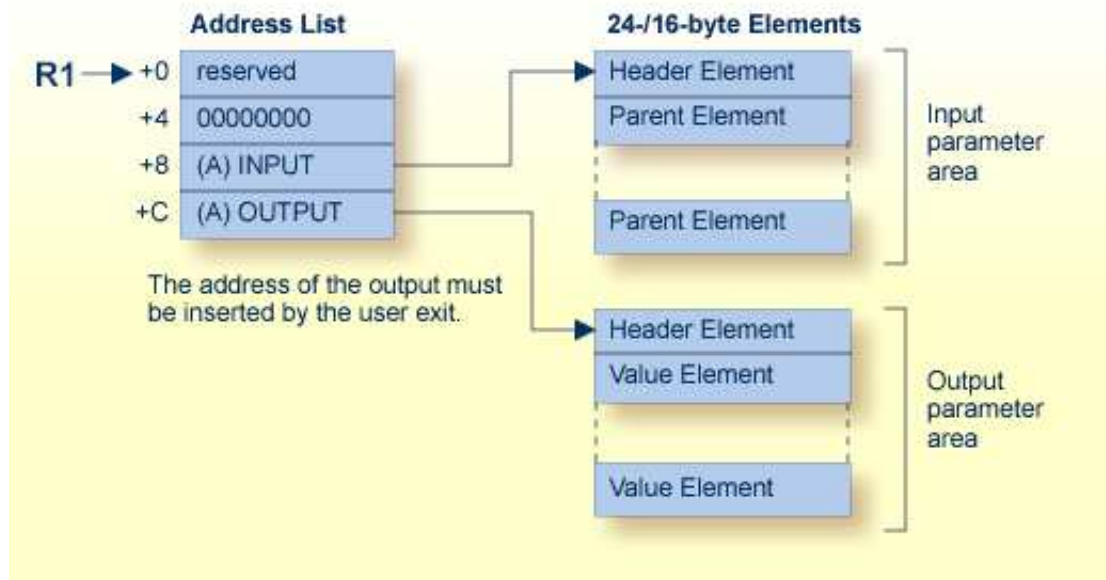 Address List
R1
+0
reserved
+4
00000000
+8
(A) INPUT
+C
(A) OUTPUT
The address of the output must
be inserted by the user exit.
24-/16-byte Elements
Header Element
Parent Element
Parent Element
Input
parameter
area
Header Element
Value Element
Value Element
Output
parameter
area